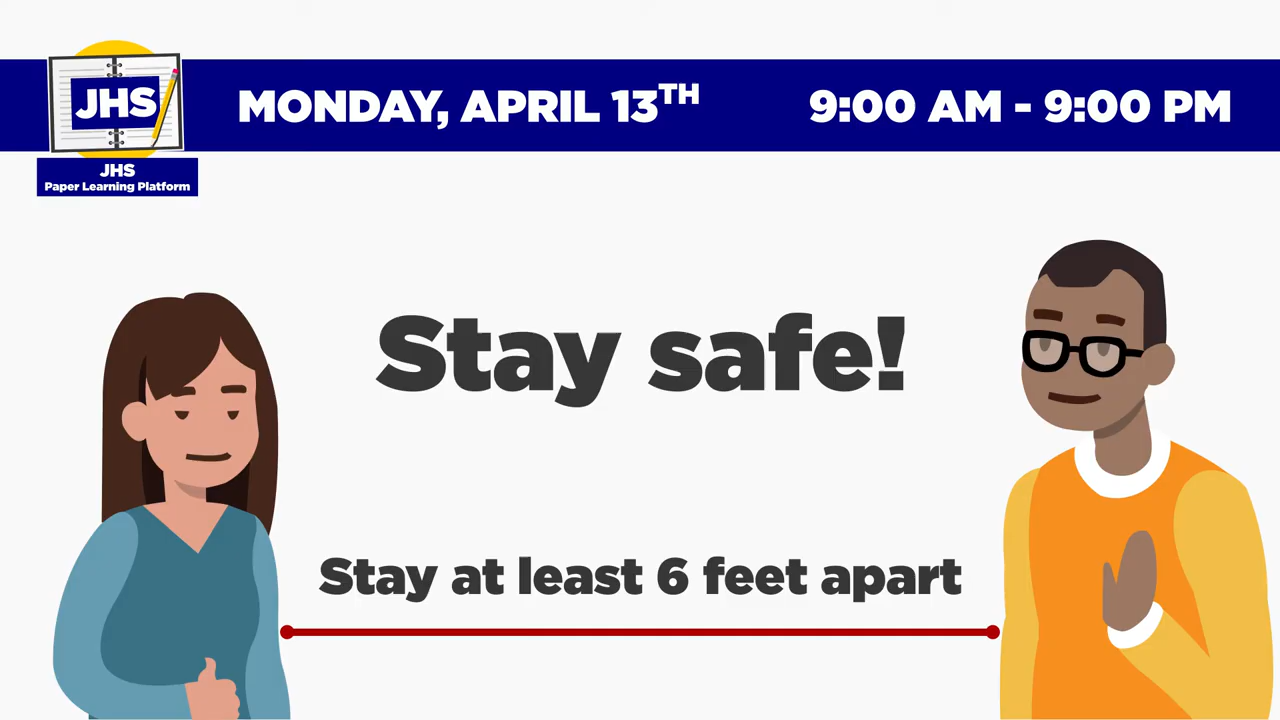 JHS
JHS
Paper Learning Platform
MONDAY, APRIL 13TH
9:00 AM - 9:00 PM
Stay safe!
Stay at least 6 feet apart